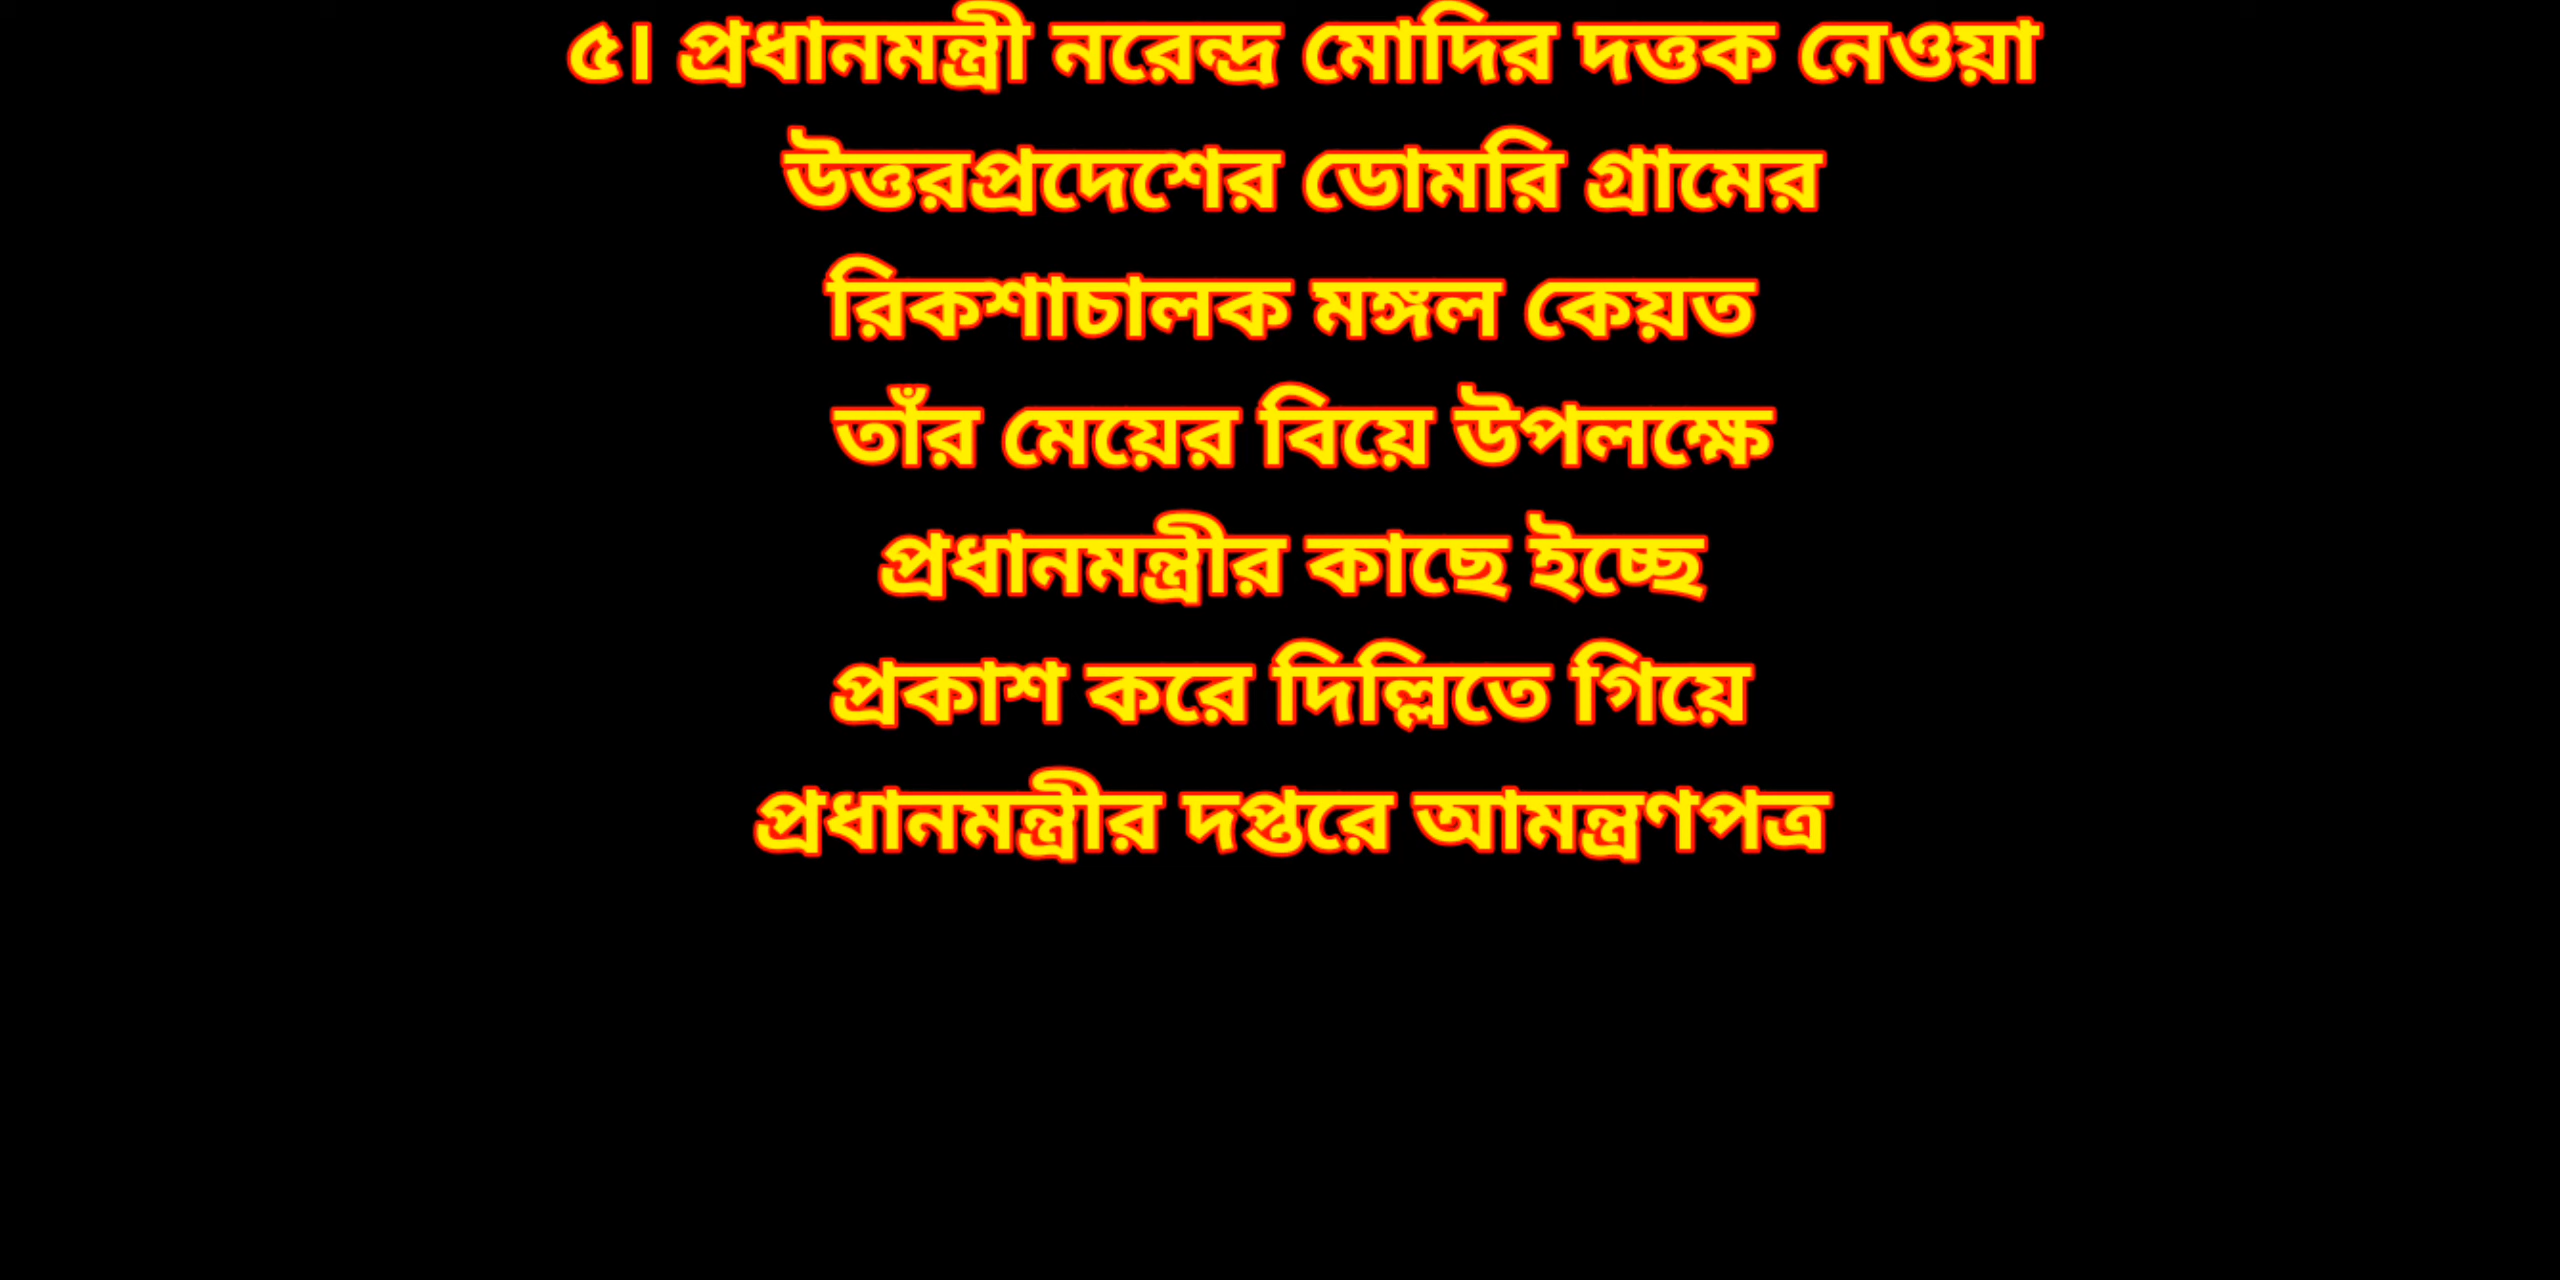 ৫। প্রধানমন্ত্রী নরেন্দ্র মোদির দত্তক নেওয়া
উত্তরপ্রদেশের ডোমরি গ্রামের
রিকশাচালক মঙ্গল কেয়ত
তাঁর মেয়ের বিয়ে উপলক্ষে
প্রধানমন্ত্রীর কাছে ইচ্ছে
প্রকাশ করে দিল্লিতে গিয়ে
প্রধানমন্ত্রীর দপ্তরে আমন্ত্রণপত্র